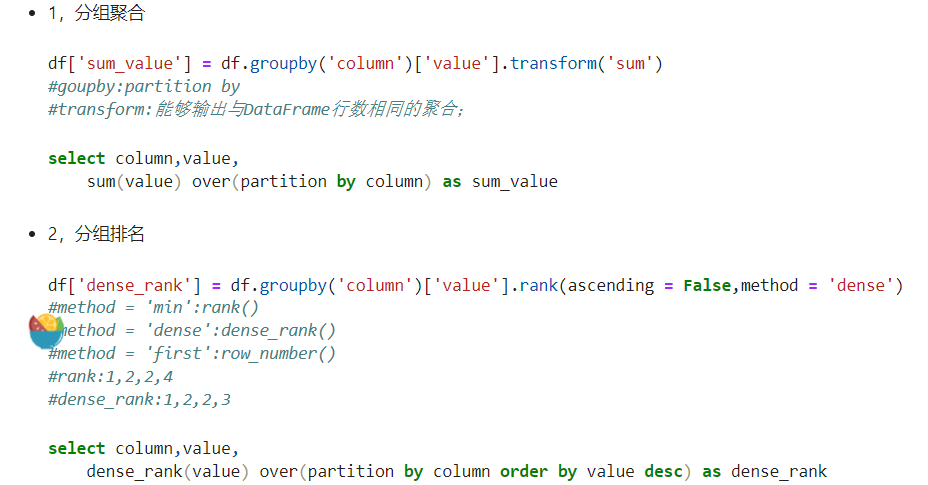 1，分组聚合
df['sum_value'] = df.groupby('column')['value'].transform('sum')
#goupby:partition by
#transform:能够输出与DataFrame行数相同的聚合;
select column,value,
sum(value) over(partition by column) as sum_value
2，分组排名
df['dense_rank'] = df.groupby('column')['value'].rank(ascending = False,method = 'dense')
#method = 'min':rank()
method = 'dense':dense_rank()
#method = 'first':row_number()
#rank:1,2,2,4
#dense_rank:1,2,2,3
select column,value,
dense_rank(value) over(partition by column order by value desc) as dense_rank